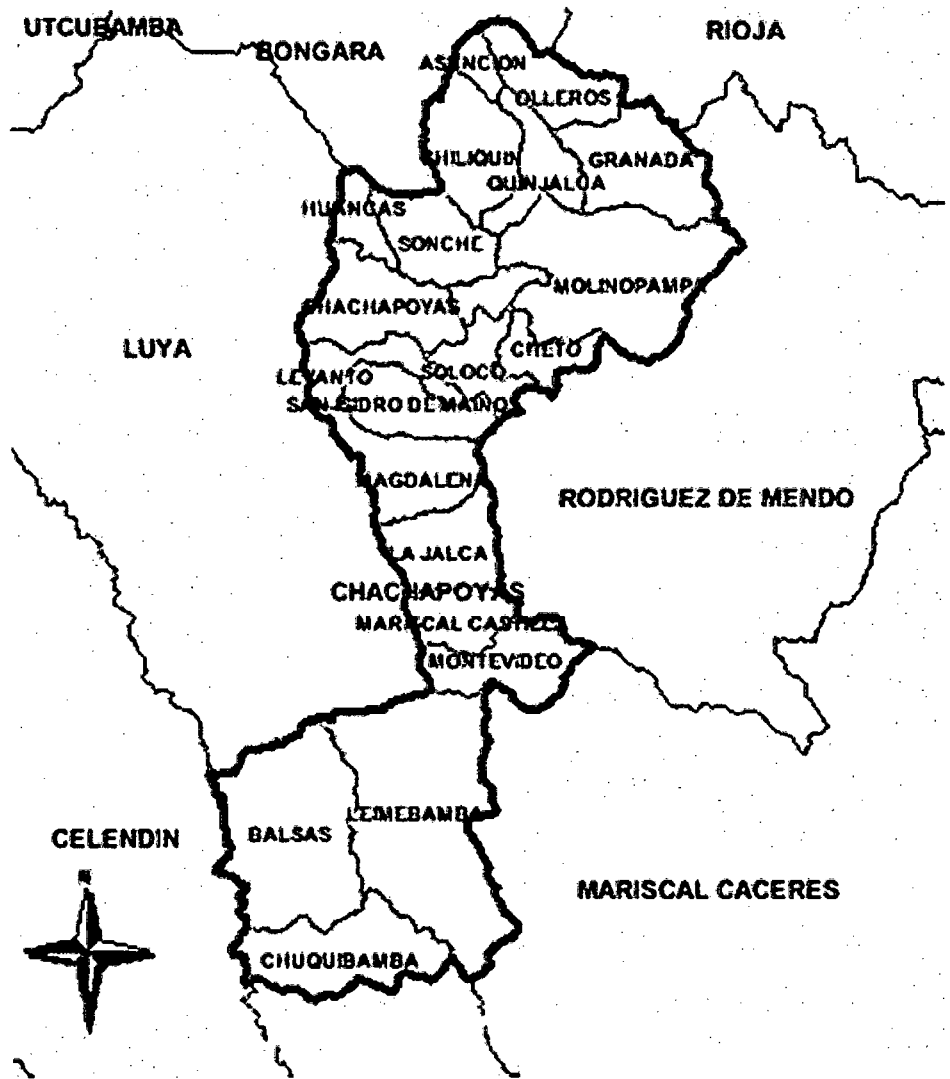 UTCUBAMBA
BONGARA
RIOJA
ASUNCION
OLLEROS
CHILIQUIN
GRANADA
QUINJALCA
HUANCAS
SONCHE
MOLINOPAMPA
CHACHAPOYAS
LUYA
CHETO
SOLOCO
LEVANTO
SAN ISIDRO DE MAINOS
MAGDALENA
RODRIGUEZ DE MENDO
LA JALCA
CHACHAPOYAS
MARISCAL CASTILLA
MONTEVIDEO
LEIMEBAMBA
BALSAS
CELENDIN
N
MARISCAL CACERES
CHUQUIBAMBA